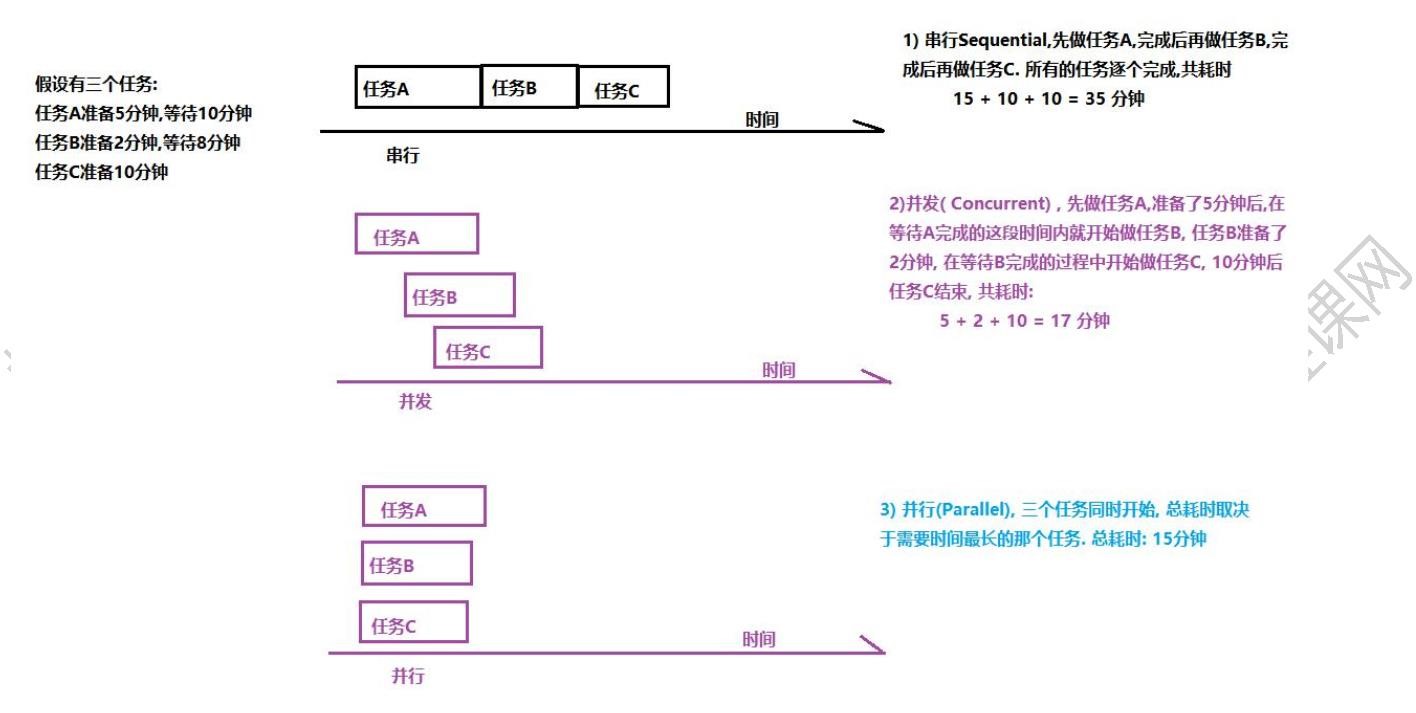 假设有三个任务:
任务A准备5分钟,等待10分钟
任务B准备2分钟,等待8分钟
任务C准备10分钟
任务A
任务B
任务C
时间
串行
1) 串行Sequential,先做任务A,完成后再做任务B,完
成后再做任务C. 所有的任务逐个完成,共耗时
15 + 10 + 10 = 35 分钟
任务A
任务B
任务C
时间
并发
2)并发( Concurrent) , 先做任务A,准备了5分钟后,在
等待A完成的这段时间内就开始做任务B, 任务B准备了
2分钟, 在等待B完成的过程中开始做任务C, 10分钟后
任务C结束, 共耗时:
5 + 2 + 10 = 17 分钟
任务A
任务B
任务C
时间
并行
3) 并行(Parallel), 三个任务同时开始, 总耗时取决
于需要时间最长的那个任务. 总耗时: 15分钟
课网